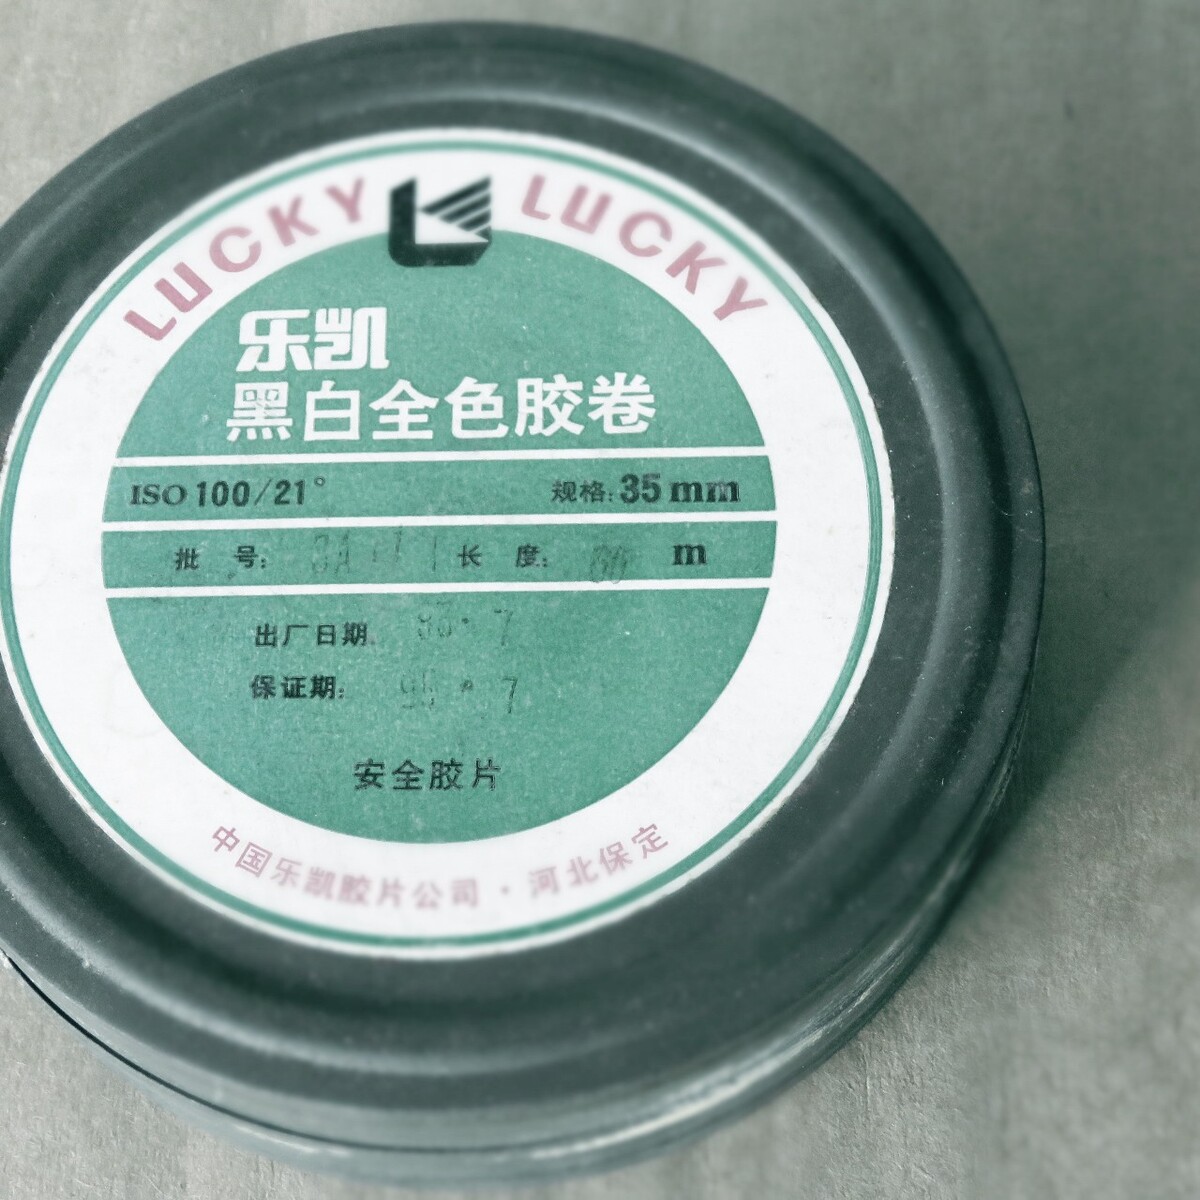 LUCKY LUCKY
乐凯
黑白全色胶卷
ISO 100/21° 规格:35mm
批 号: 长 度: m
出厂日期.
保证期:
安全胶片
中国乐凯胶片公司·河北保定